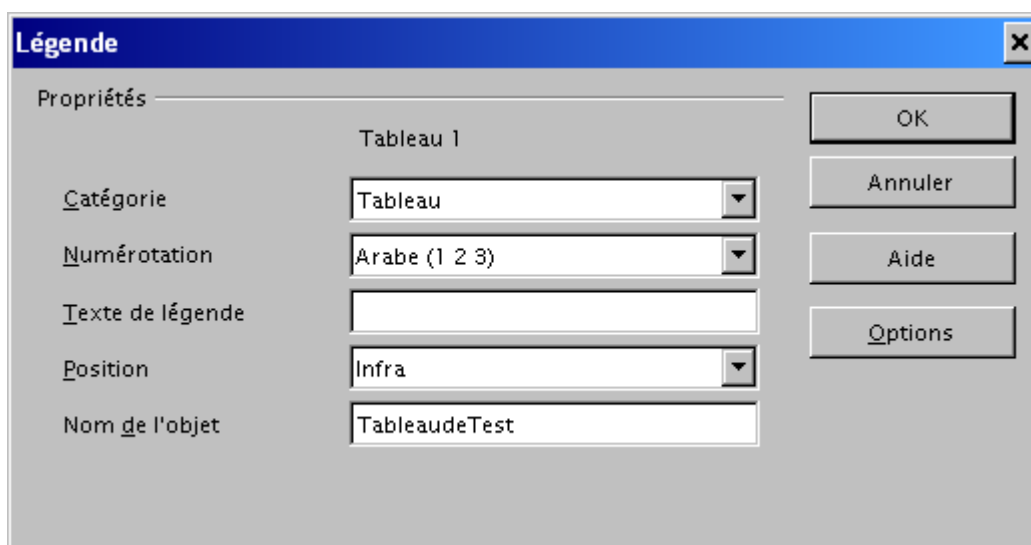 Légende
Propriétés
Tableau 1
Catégorie Tableau
Numérotation Arabe (1 2 3)
Texte de légende
Position Infra
Nom de l'objet TableaudeTest
OK
Annuler
Aide
Options